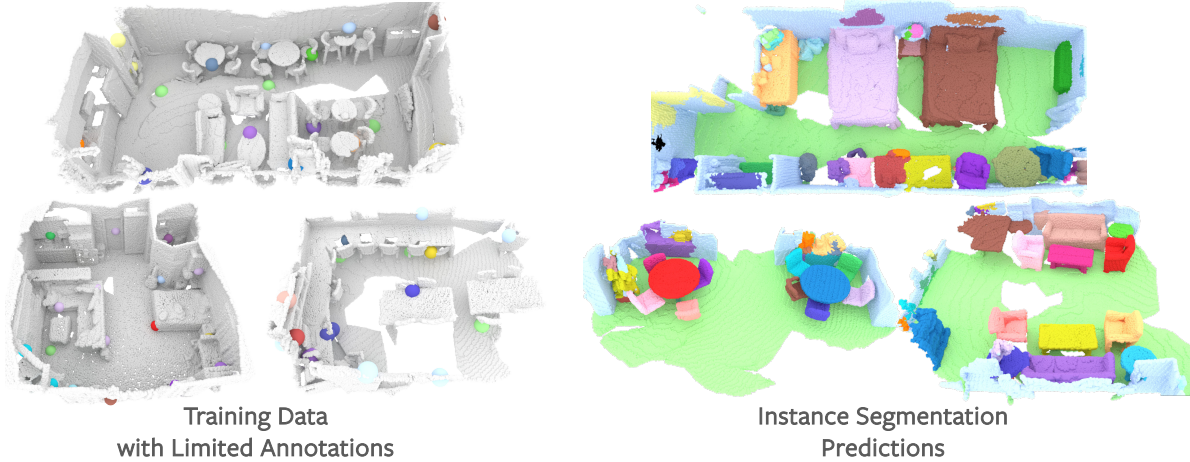 Training Data
with Limited Annotations
Instance Segmentation
Predictions